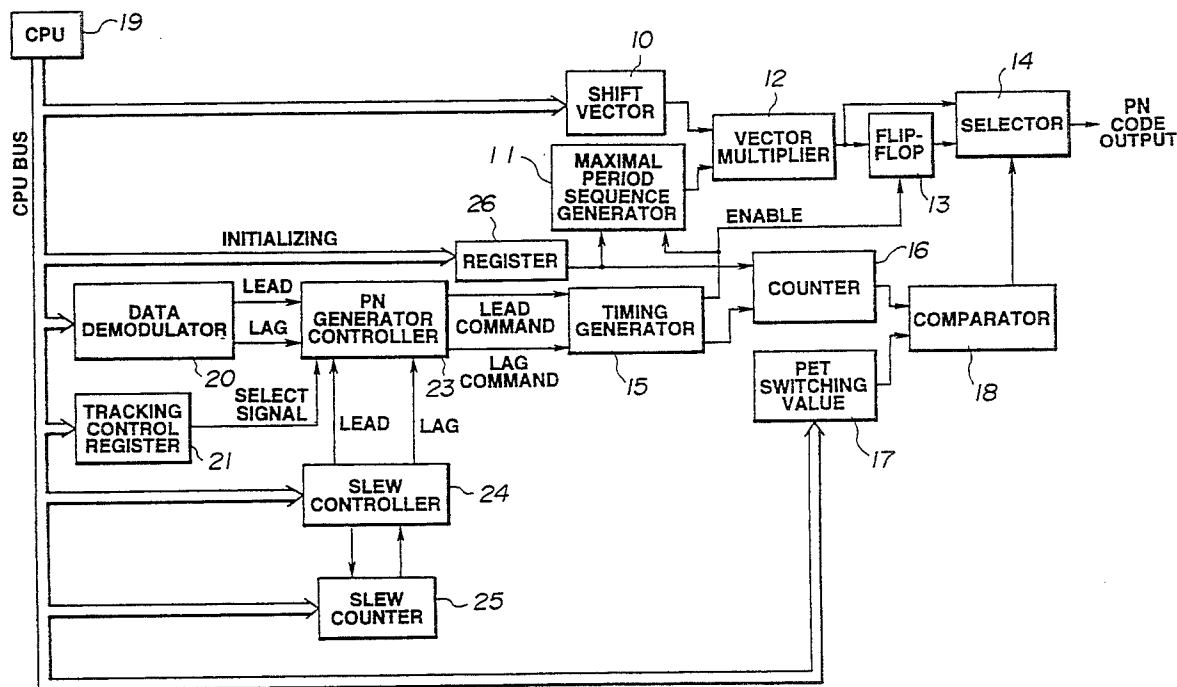 CPU
19
CPU BUS
10
SHIFT
VECTOR
12
VECTOR
MULTIPLIER
14
SELECTOR
PN
CODE
OUTPUT
FLIP-
FLOP
13
11
MAXIMAL
PERIOD
SEQUENCE
GENERATOR
ENABLE
INITIALIZING
26
REGISTER
16
COUNTER
LEAD
DATA
DEMODULATOR
LAG
20
PN
GENERATOR
CONTROLLER
23
LEAD
COMMAND
LAG
COMMAND
TIMING
GENERATOR
15
COMPARATOR
18
PET
SWITCHING
VALUE
17
TRACKING
CONTROL
REGISTER
21
SELECT
SIGNAL
LEAD
LAG
SLEW
CONTROLLER
24
SLEW
COUNTER
25